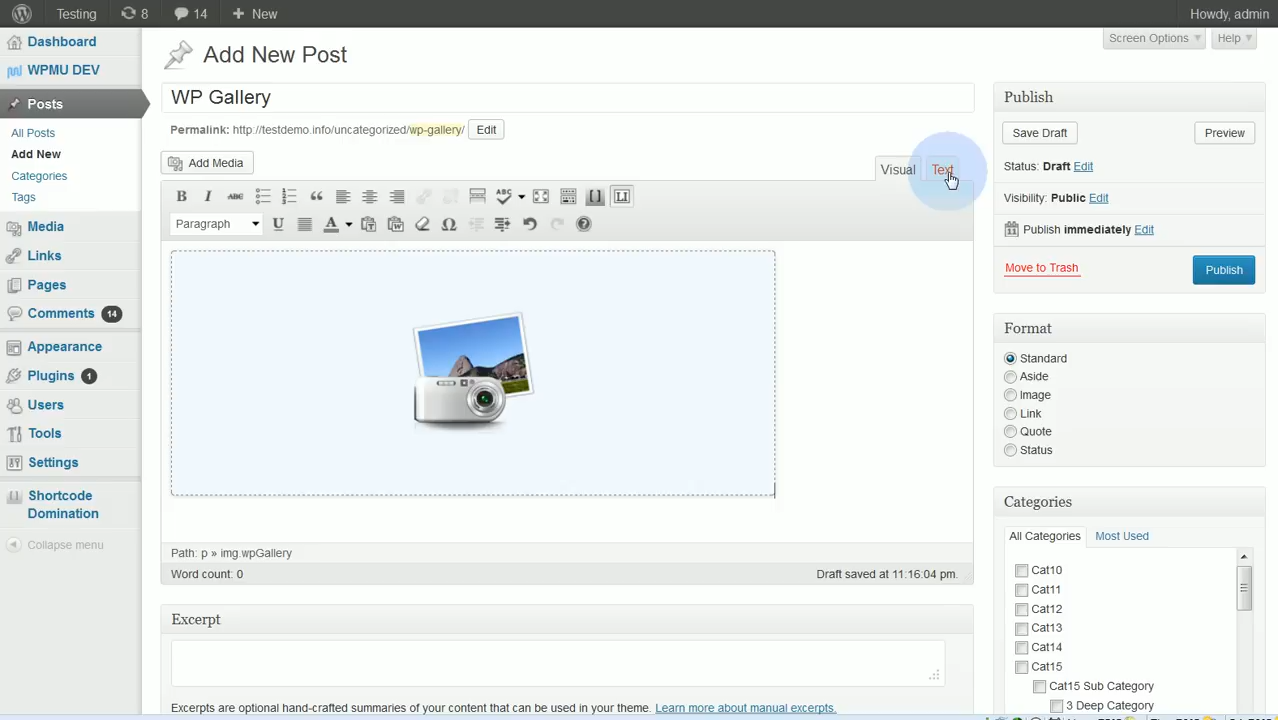 Testing 8 14 + New Howdy, admin
Dashboard
WPMU DEV
Posts
All Posts
Add New
Categories
Tags
Media
Links
Pages
Comments 14
Appearance
Plugins 1
Users
Tools
Settings
Shortcode
Domination
Collapse menu
Screen Options Help
Add New Post
WP Gallery
Permalink: http://testdemo.info/uncategorized/wp-gallery/ Edit
Add Media
Visual Text
B I ABC ABC [ ] LI
Paragraph U A Ω
Path: p » img.wpGallery
Word count: 0 Draft saved at 11:16:04 pm.
Excerpt
Excerpts are optional hand-crafted summaries of your content that can be used in your theme. Learn more about manual excerpts.
Publish
Save Draft Preview
Status: Draft Edit
Visibility: Public Edit
Publish immediately Edit
Move to Trash Publish
Format
Standard
Aside
Image
Link
Quote
Status
Categories
All Categories Most Used
Cat10
Cat11
Cat12
Cat13
Cat14
Cat15
Cat15 Sub Category
3 Deep Category